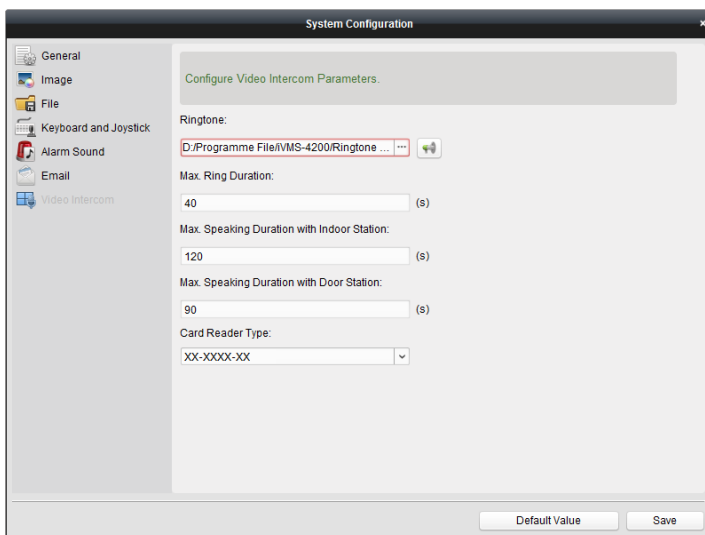 System Configuration
General
Image
File
Keyboard and Joystick
Alarm Sound
Email
Video Intercom
Configure Video Intercom Parameters.
Ringtone:
D:/Programme File/iVMS-4200/Ringtone ... ...
Max. Ring Duration:
40 (s)
Max. Speaking Duration with Indoor Station:
120 (s)
Max. Speaking Duration with Door Station:
90 (s)
Card Reader Type:
XX-XXXX-XX
Default Value Save